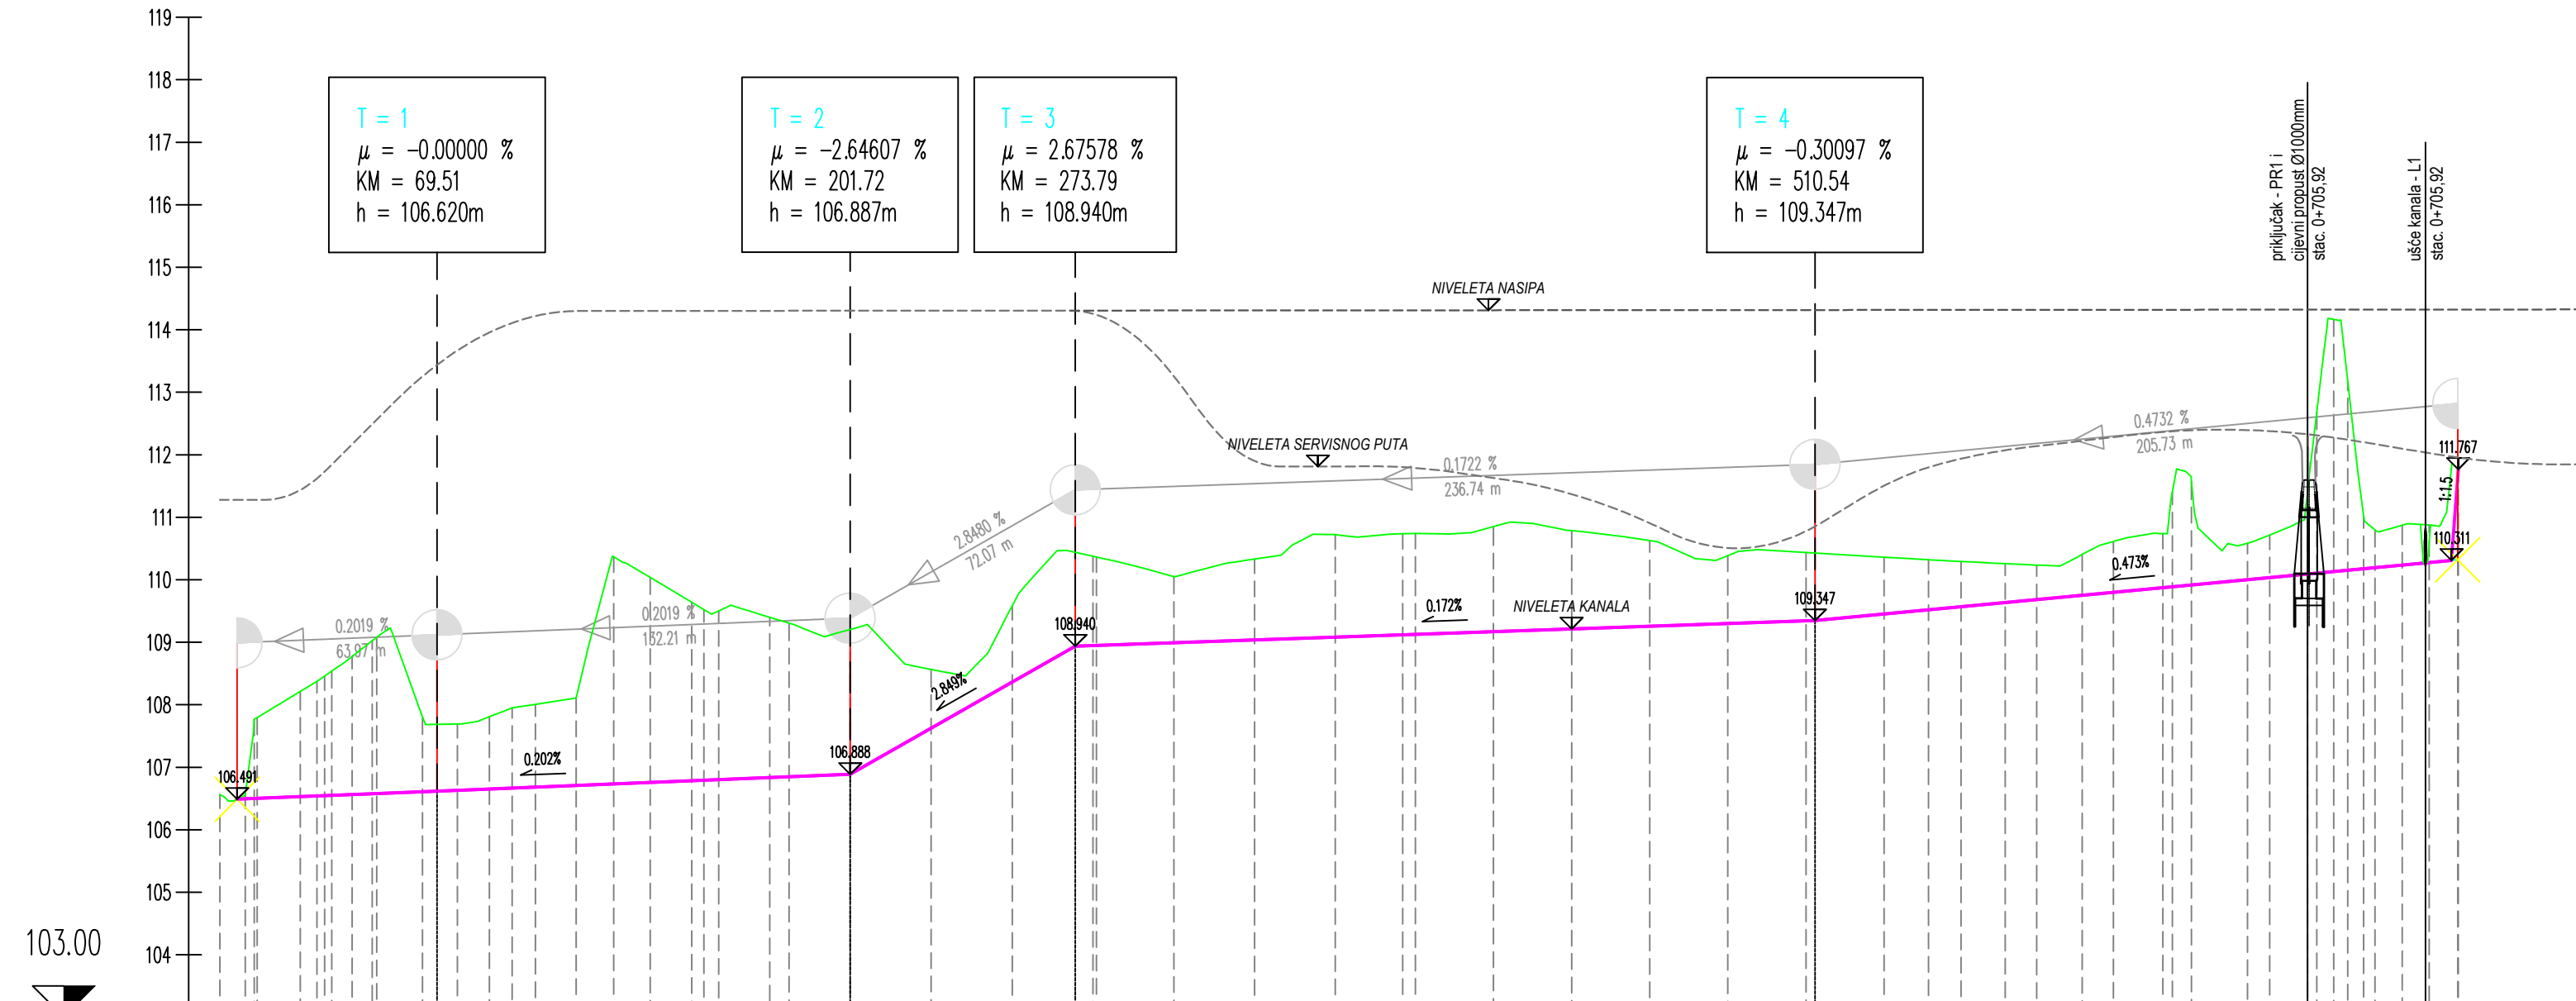 119
118
117
116
115
114
113
112
111
110
109
108
107
106
105
104
103.00
T = 1
μ = -0.00000 %
KM = 69.51
h = 106.620m
T = 2
μ = -2.64607 %
KM = 201.72
h = 106.887m
T = 3
μ = 2.67578 %
KM = 273.79
h = 108.940m
T = 4
μ = -0.30097 %
KM = 510.54
h = 109.347m
priključak - PR1 i
cijevni propust Ø1000mm
stac. 0+705,92
ušće kanala - L1
stac. 0+705,92
NIVELETA NASIPA
NIVELETA SERVISNOG PUTA
NIVELETA KANALA
0.2019 %
63.97 m
0.2019 %
132.21 m
2.8480 %
72.07 m
0.1722 %
236.74 m
0.4732 %
205.73 m
106.491
0.202%
106.888
2.849%
108.940
0.172%
109.347
0.473%
111.767
1:1.5
110.311